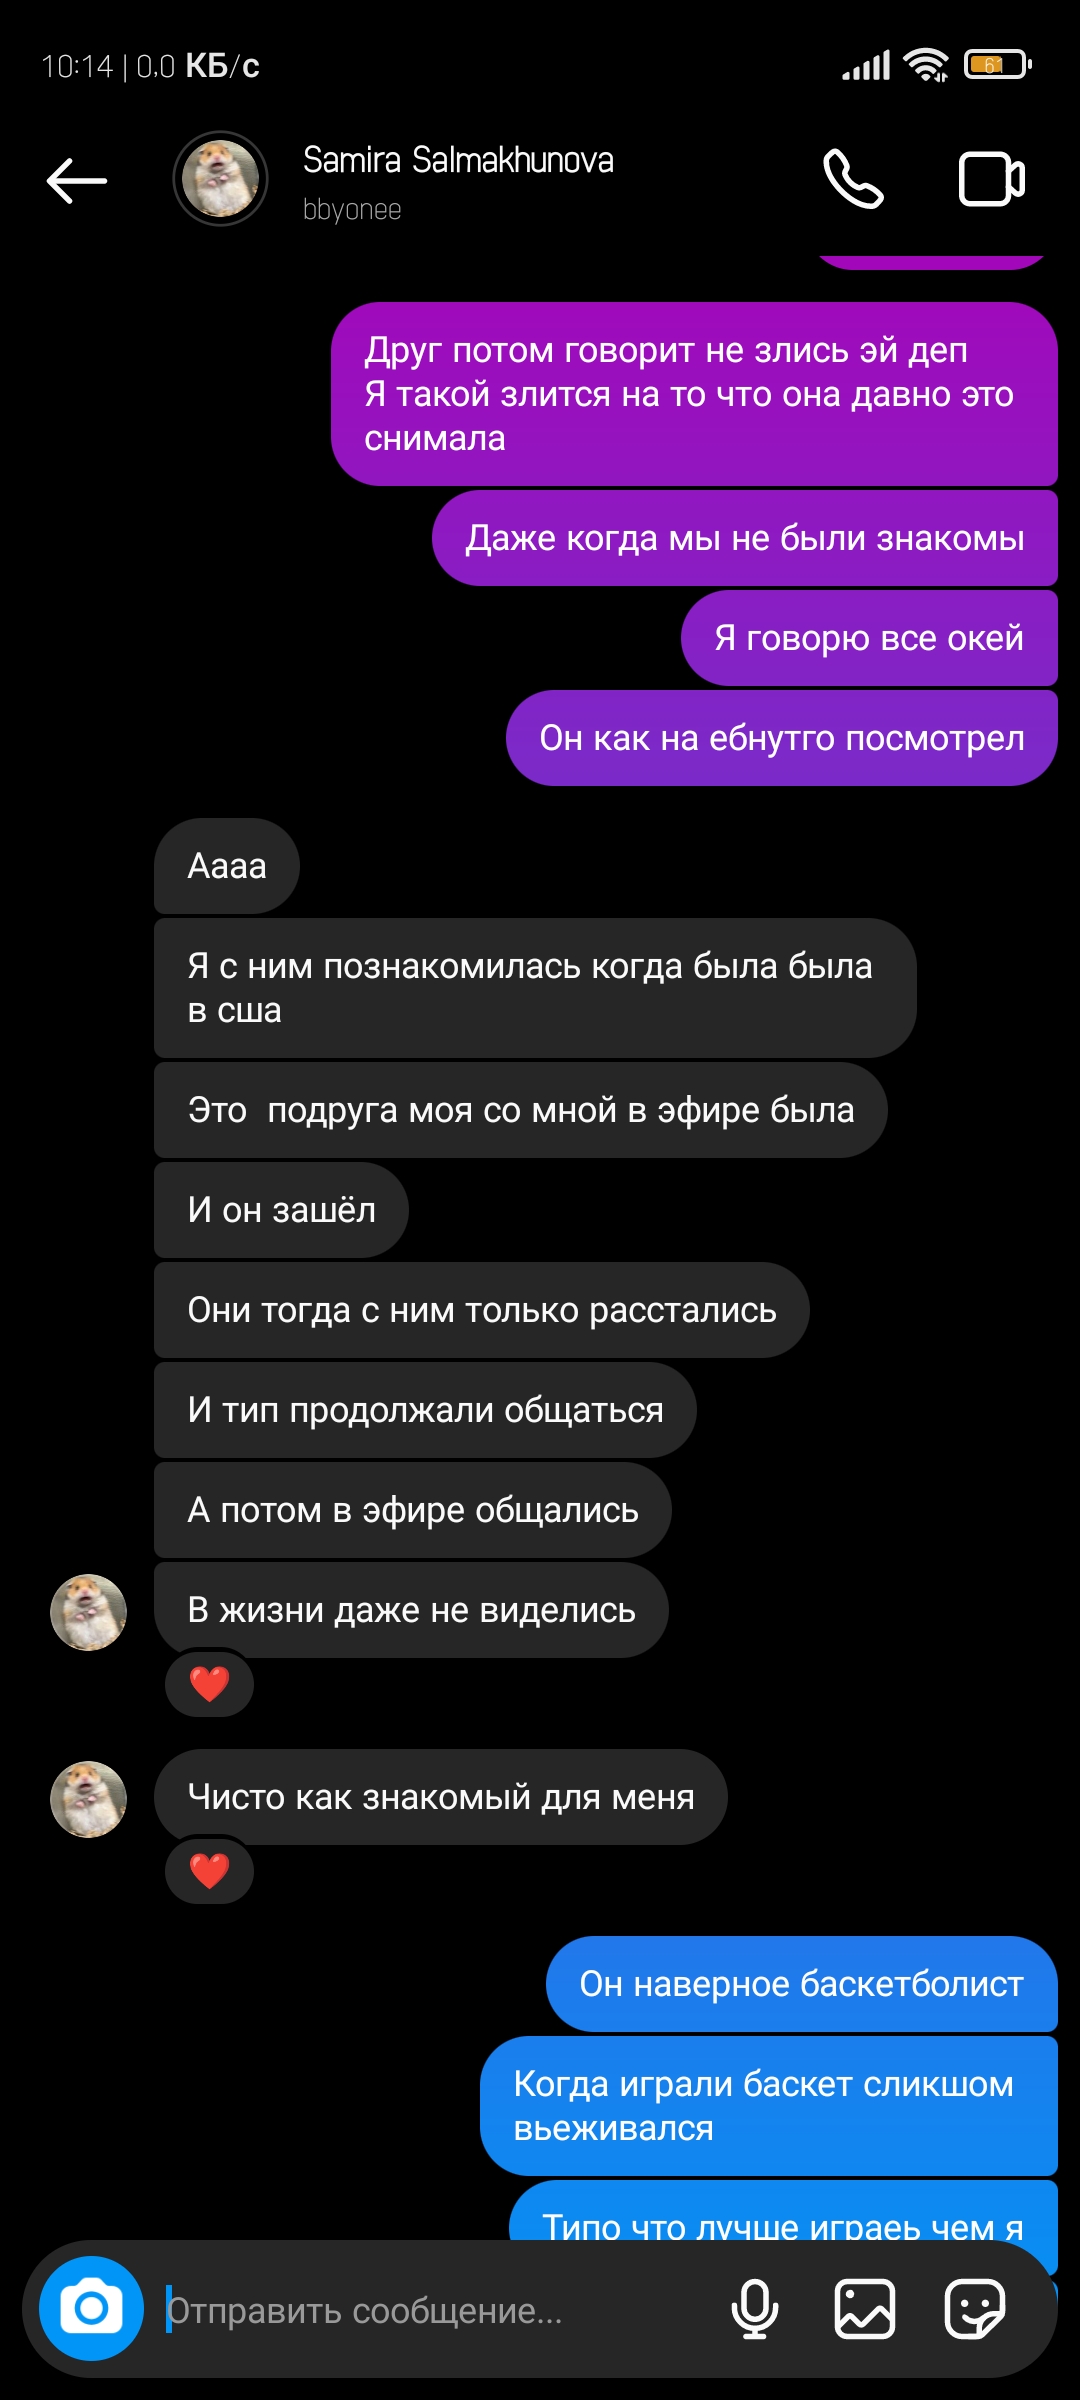 10:14 | 0,0 КБ/с
61
Samira Salmakhunova
bbyonee
Друг потом говорит не злись эй деп
Я такой злится на то что она давно это
снимала
Даже когда мы не были знакомы
Я говорю все окей
Он как на ебнутго посмотрел
Аааа
Я с ним познакомилась когда была была
в сша
Это  подруга моя со мной в эфире была
И он зашёл
Они тогда с ним только расстались
И тип продолжали общаться
А потом в эфире общались
В жизни даже не виделись
❤️
Чисто как знакомый для меня
❤️
Он наверное баскетболист
Когда играли баскет сликшом
вьеживался
Типо что лучше играеь чем я
Отправить сообщение...